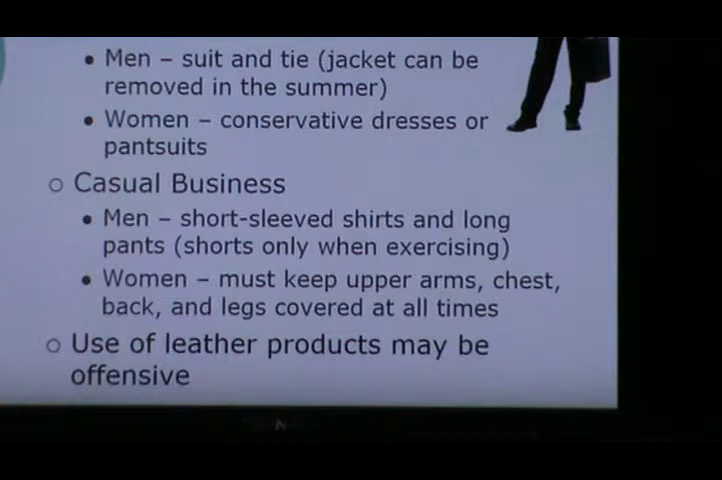 • Men – suit and tie (jacket can be
removed in the summer)
• Women – conservative dresses or
pantsuits
○ Casual Business
• Men – short-sleeved shirts and long
pants (shorts only when exercising)
• Women – must keep upper arms, chest,
back, and legs covered at all times
○ Use of leather products may be
offensive